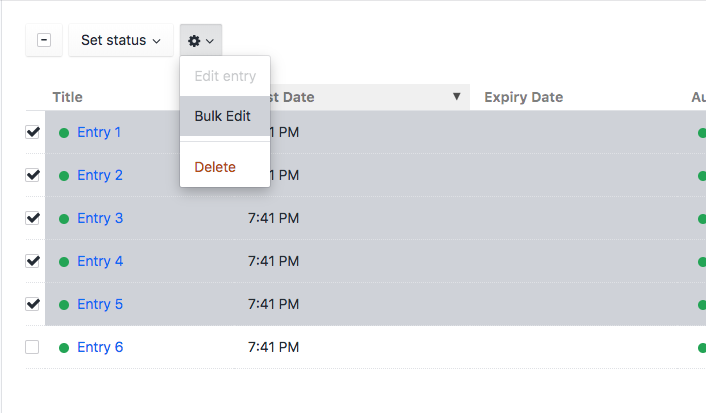 Set status
Edit entry
Title
st Date
Expiry Date
Au
Bulk Edit
Entry 1
1 PM
Delete
Entry 2
1 PM
Entry 3
7:41 PM
Entry 4
7:41 PM
Entry 5
7:41 PM
Entry 6
7:41 PM